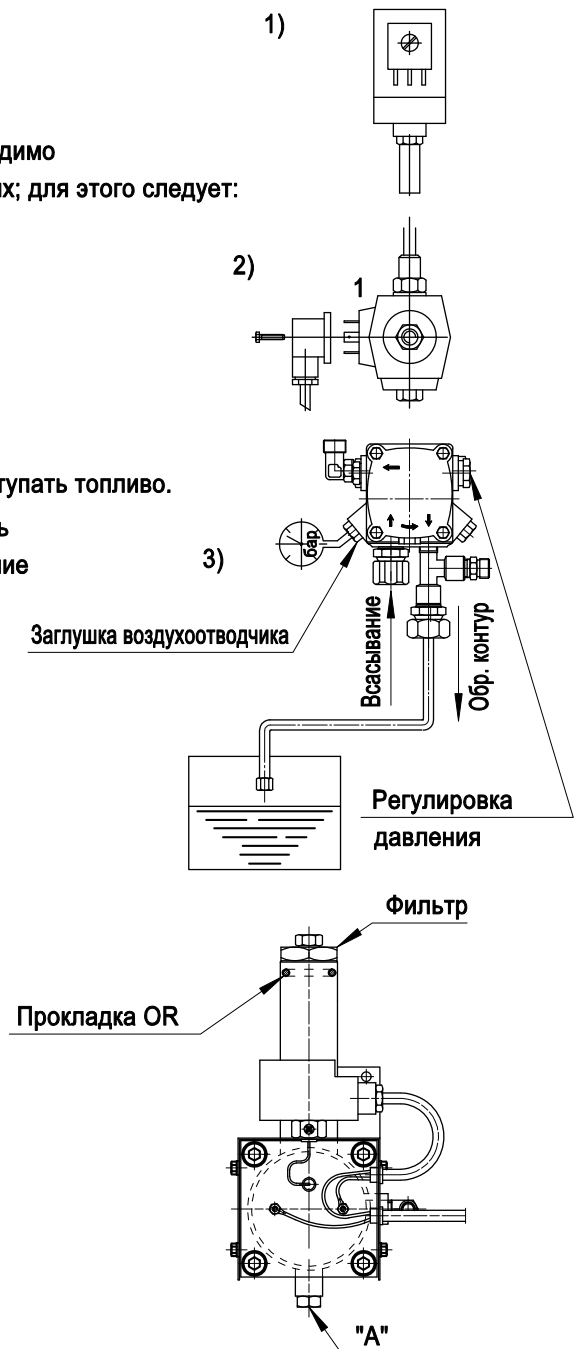 1)
димо
ıх; для этого следует:
2)
1
тупать топливо.
ь
ние
3)
бар
Заглушка воздухоотводчика
Всасывание
Обр. контур
Регулировка
давления
Фильтр
Прокладка OR
"A"